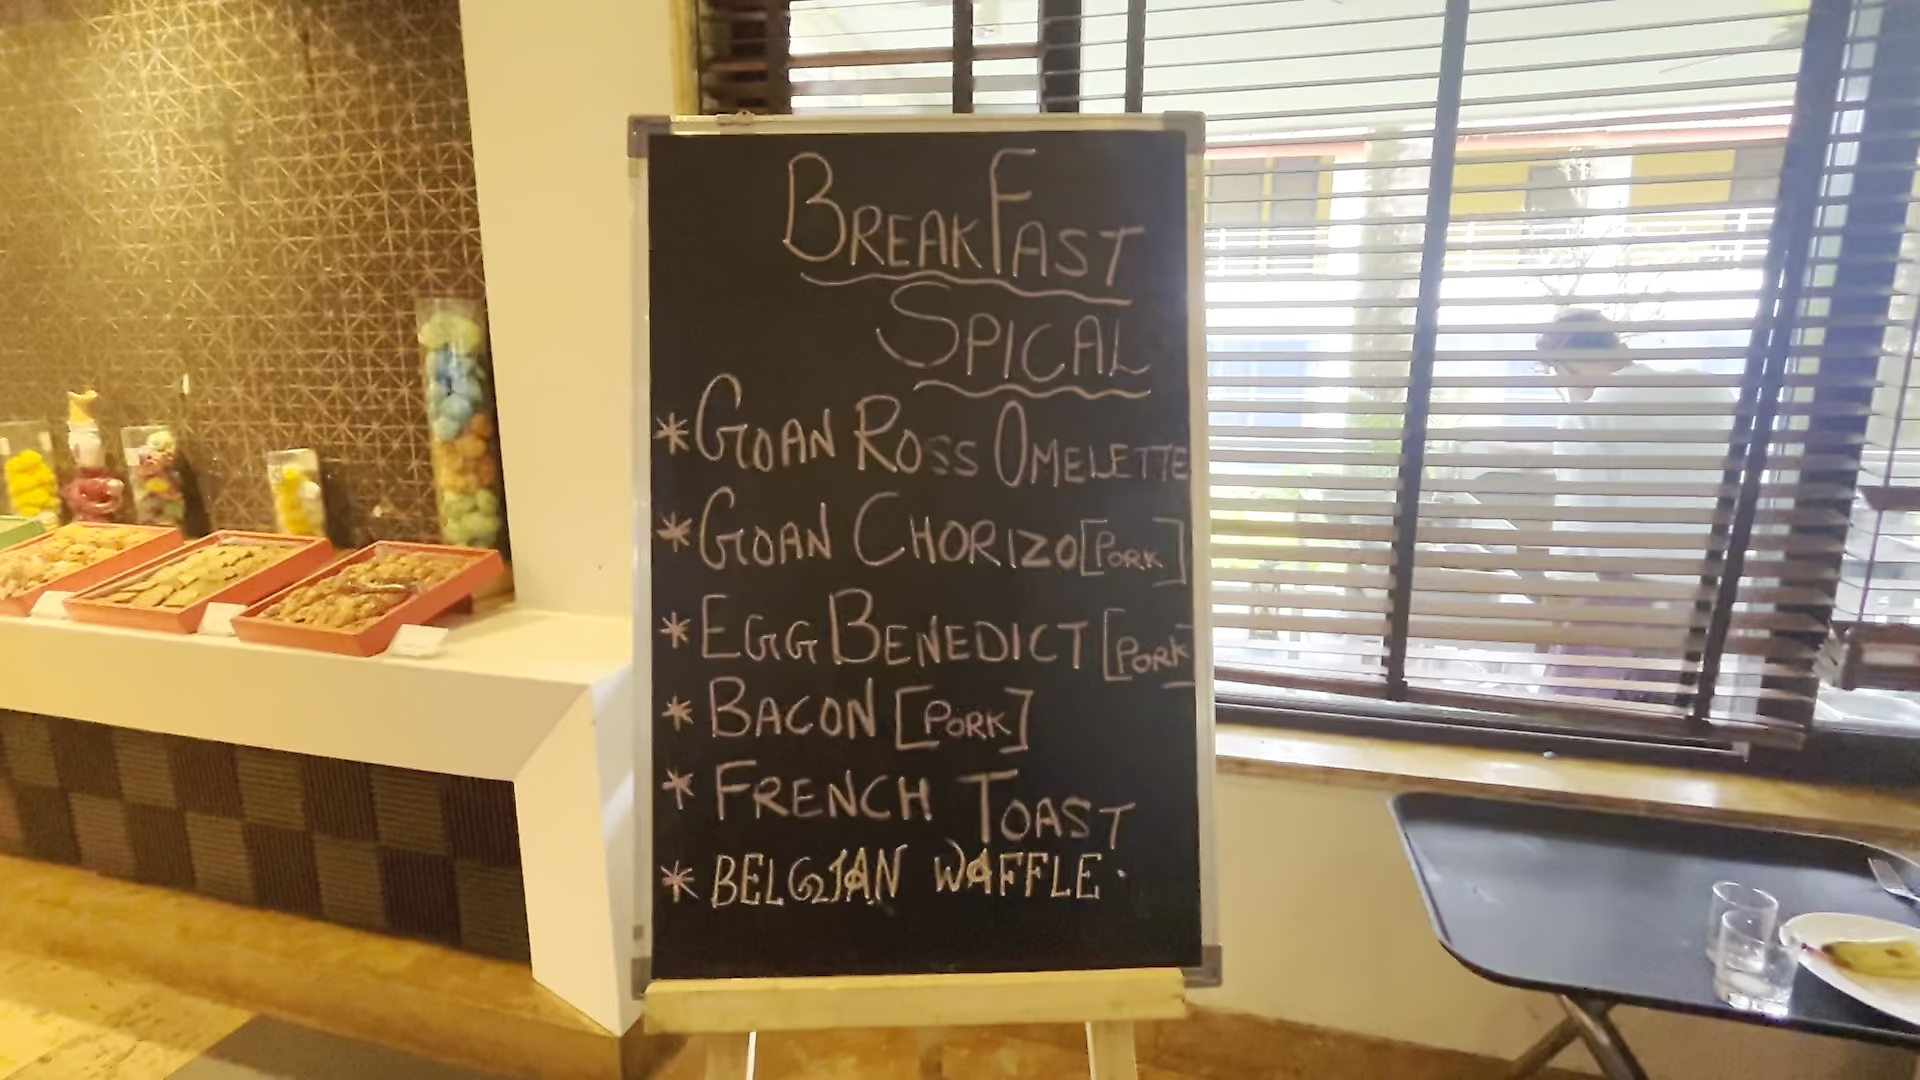 BREAKFAST
SPICAL
* GOAN ROSS OMELETTE
* GOAN CHORIZO [PORK]
* EGG BENEDICT [PORK
* BACON [PORK]
* FRENCH TOAST
* BELGIAN WAFFLE.